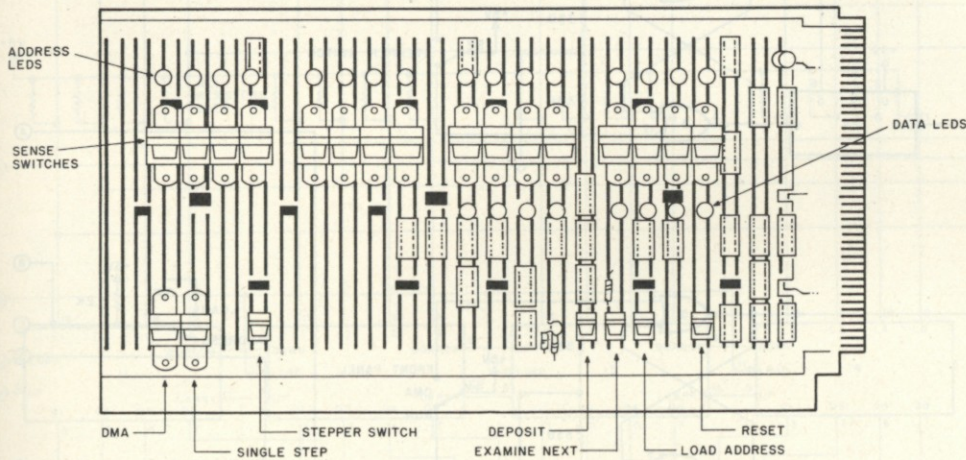 ADDRESS
LEDS
SENSE
SWITCHES
DATA LEDS
DMA
SINGLE STEP
STEPPER SWITCH
DEPOSIT
EXAMINE NEXT
LOAD ADDRESS
RESET